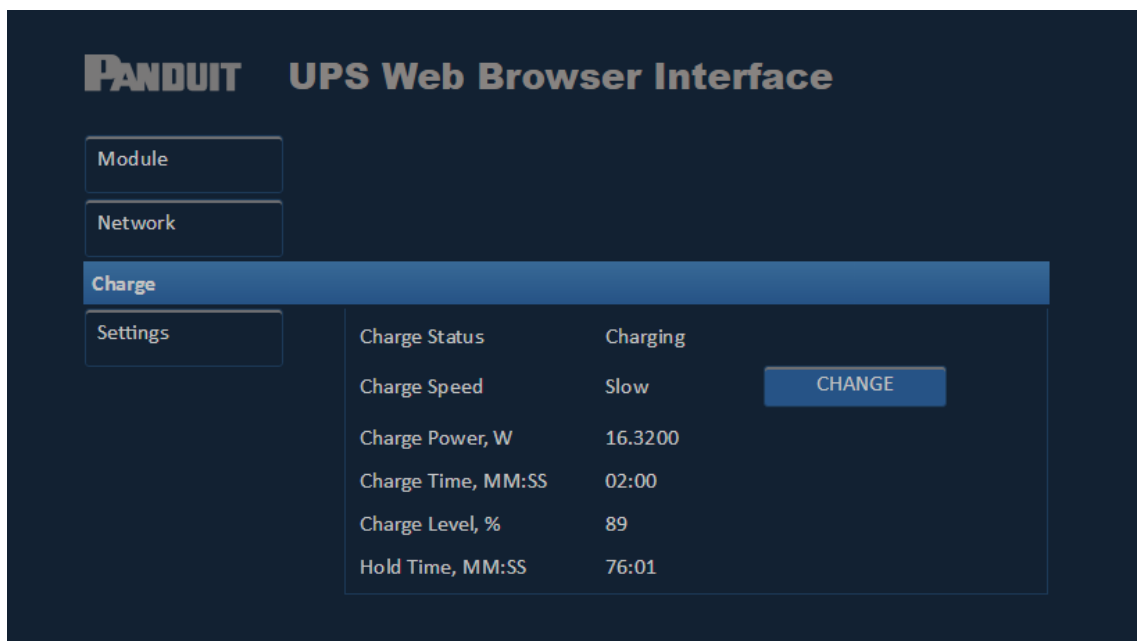 PANDUIT UPS Web Browser Interface
Module
Network
Charge
Settings
Charge Status Charging
Charge Speed Slow CHANGE
Charge Power, W 16.3200
Charge Time, MM:SS 02:00
Charge Level, % 89
Hold Time, MM:SS 76:01